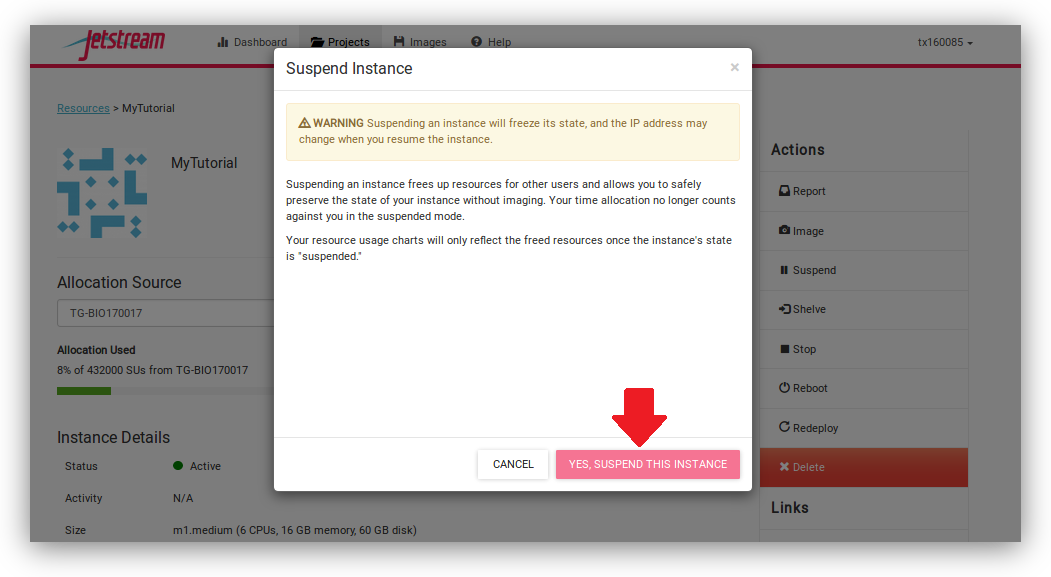 Jetstream
Dashboard
Projects
Images
Help
tx160085
Resources > MyTutorial
MyTutorial
Allocation Source
TG-BIO170017
Allocation Used
8% of 432000 SUs from TG-BIO170017
Instance Details
Status
Active
Activity
N/A
Size
m1.medium (6 CPUs, 16 GB memory, 60 GB disk)
Suspend Instance
×
WARNING Suspending an instance will freeze its state, and the IP address may
change when you resume the instance.
Suspending an instance frees up resources for other users and allows you to safely
preserve the state of your instance without imaging. Your time allocation no longer counts
against you in the suspended mode.
Your resource usage charts will only reflect the freed resources once the instance's state
is "suspended."
CANCEL
YES, SUSPEND THIS INSTANCE
Actions
Report
Image
Suspend
Shelve
Stop
Reboot
Redeploy
Delete
Links